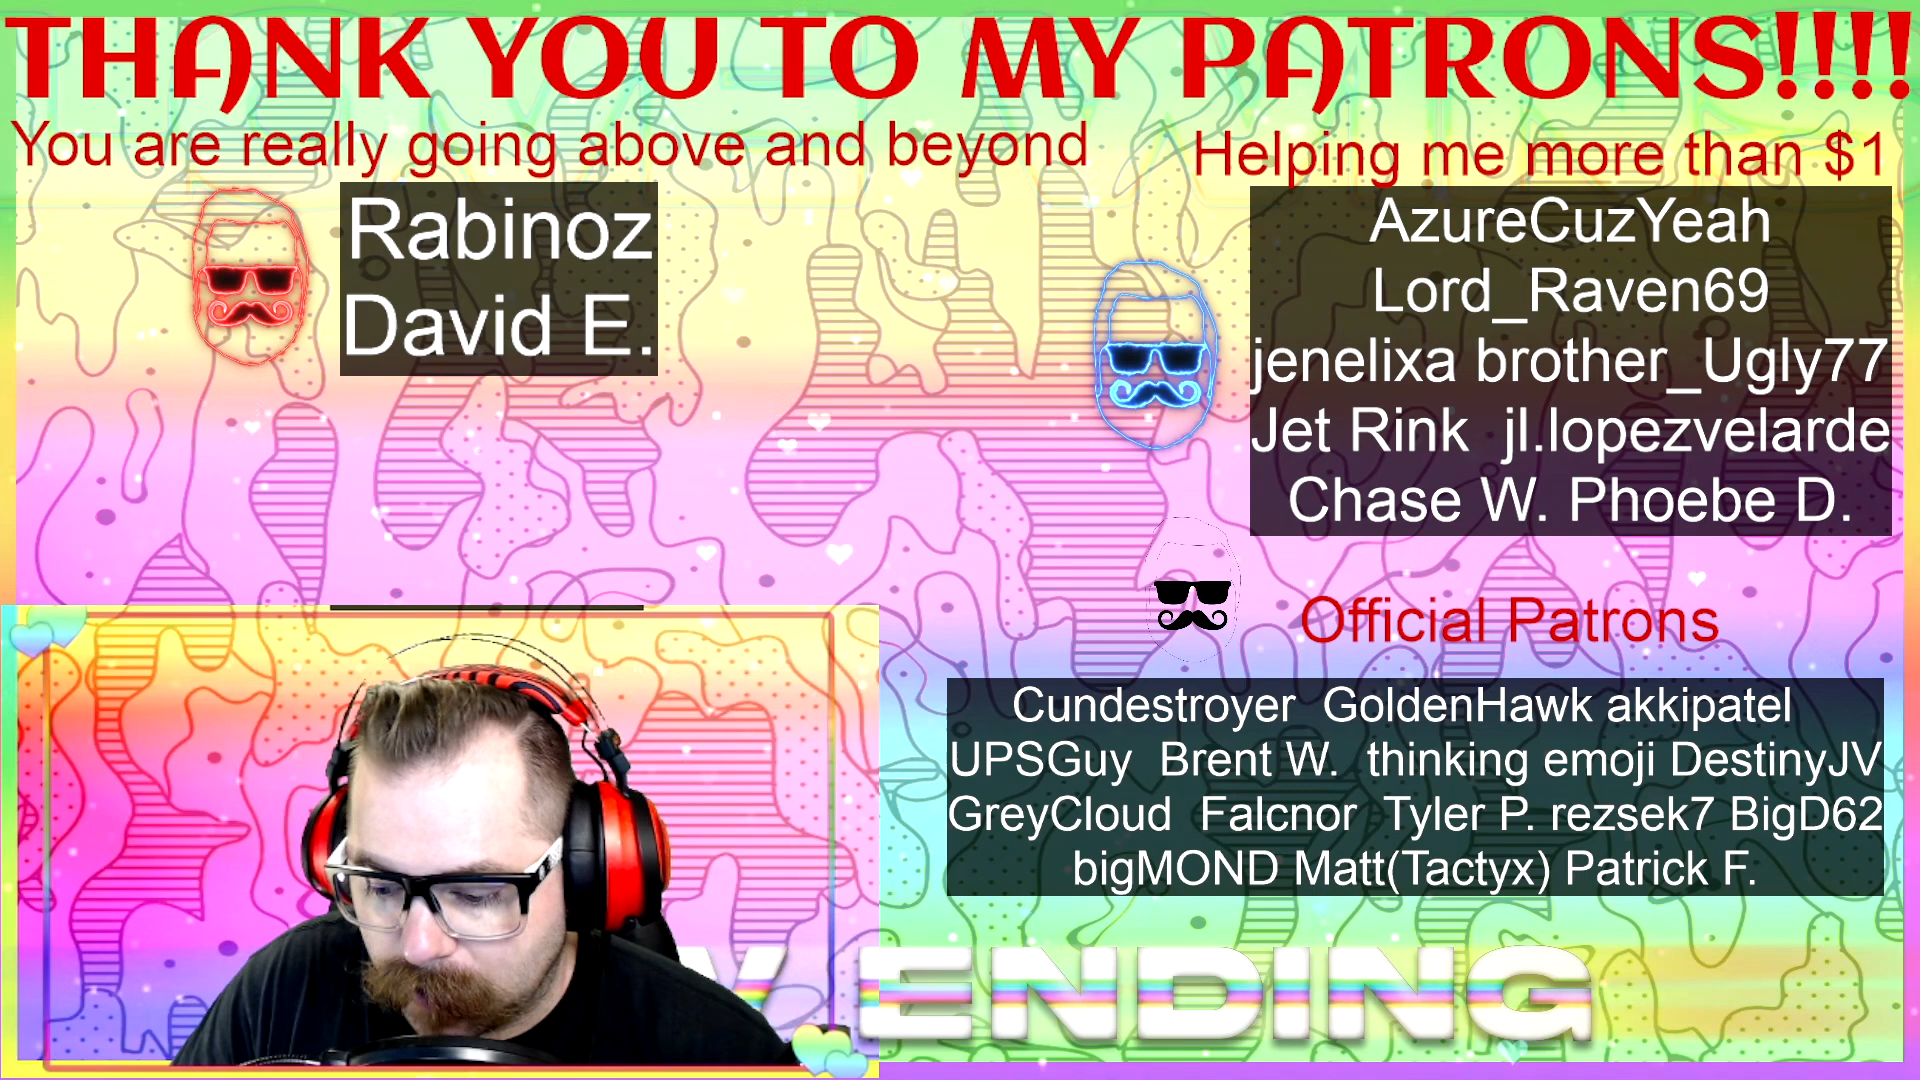 THANK YOU TO MY PATRONS!!!!
You are really going above and beyond
Rabinoz
David E.
Helping me more than $1
AzureCuzYeah
Lord_Raven69
jenelixa brother_Ugly77
Jet Rink jl.lopezvelarde
Chase W. Phoebe D.
Official Patrons
Cundestroyer GoldenHawk akkipatel
UPSGuy Brent W. thinking emoji DestinyJV
GreyCloud Falcnor Tyler P. rezsek7 BigD62
bigMOND Matt(Tactyx) Patrick F.
ENDING